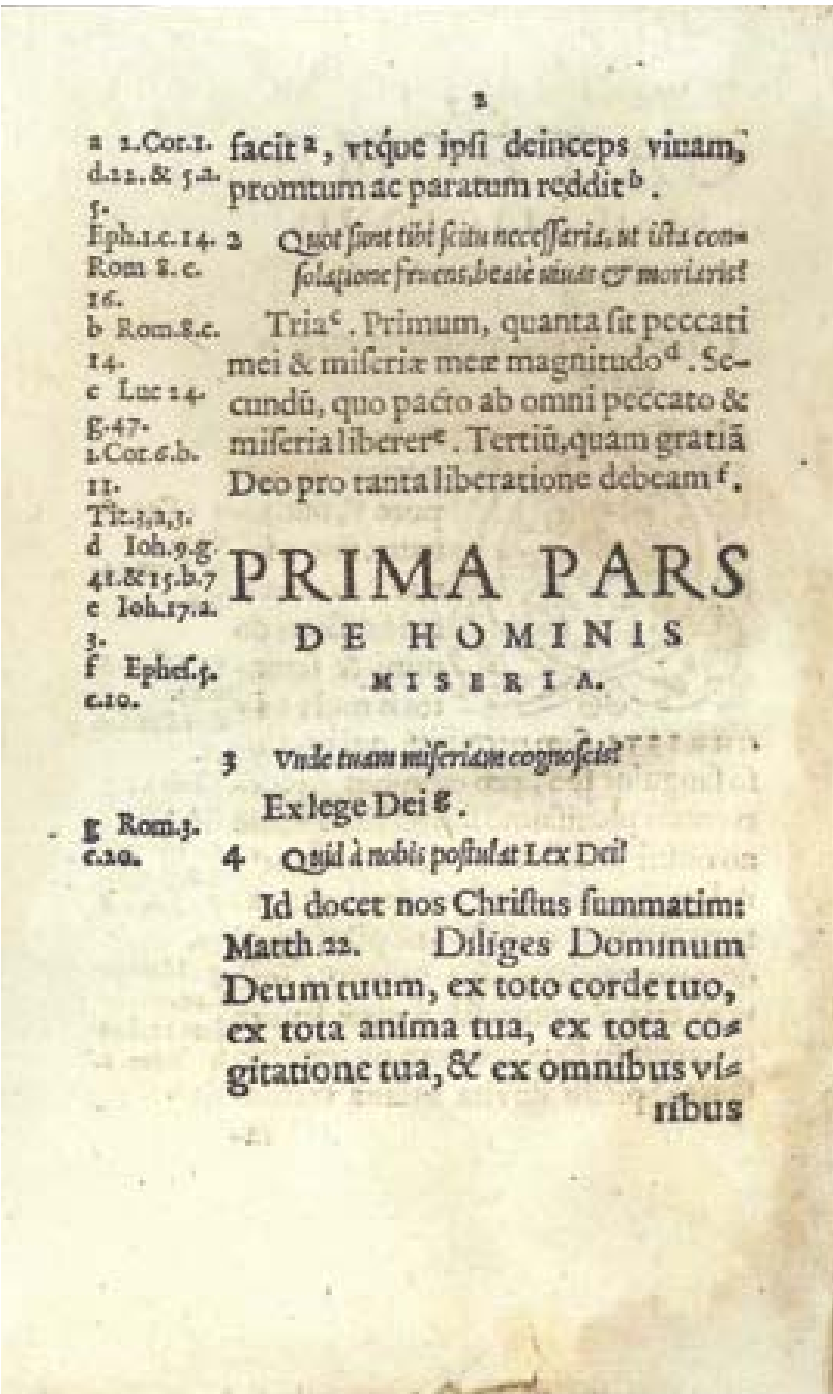 2
facit ᵃ, vtq́ue ipſi deinceps viuam,
promtum ac paratum reddit ᵇ.
2 Quot ſunt tibi ſcitu neceſſaria, ut iſta con⸗
ſolatione fruens, beatè uiuas & moriaris?
Tria ᶜ. Primum, quanta ſit peccati
mei & miſeriæ meæ magnitudo ᵈ. Se-
cundū, quo pacto ab omni peccato &
miſeria liberer ᵉ. Tertiū, quam gratiā
Deo pro tanta liberatione debeam ᶠ.
PRIMA PARS
DE HOMINIS
MISERIA.
3 Vnde tuam miſeriam cognoſcis?
Ex lege Dei ᵍ.
4 Quid à nobis poſtulat Lex Dei?
Id docet nos Chriſtus ſummatim:
Matth.22. Diliges Dominum
Deum tuum, ex toto corde tuo,
ex tota anima tua, ex tota co⸗
gitatione tua, & ex omnibus vi⸗
ribus
a 2.Cor.1.
d.22. & 5.a.
5.
Eph.1.c.14.
Rom 8.c.
16.
b Rom.8.c.
14.
c Luc 24.
g.47.
1.Cor.6.b.
11.
Tit.3,2,3.
d Ioh.9.g.
41.&15.b.7
e Ioh.17.a.
3.
f Epheſ.5.
c.10.
g Rom.3.
c.20.